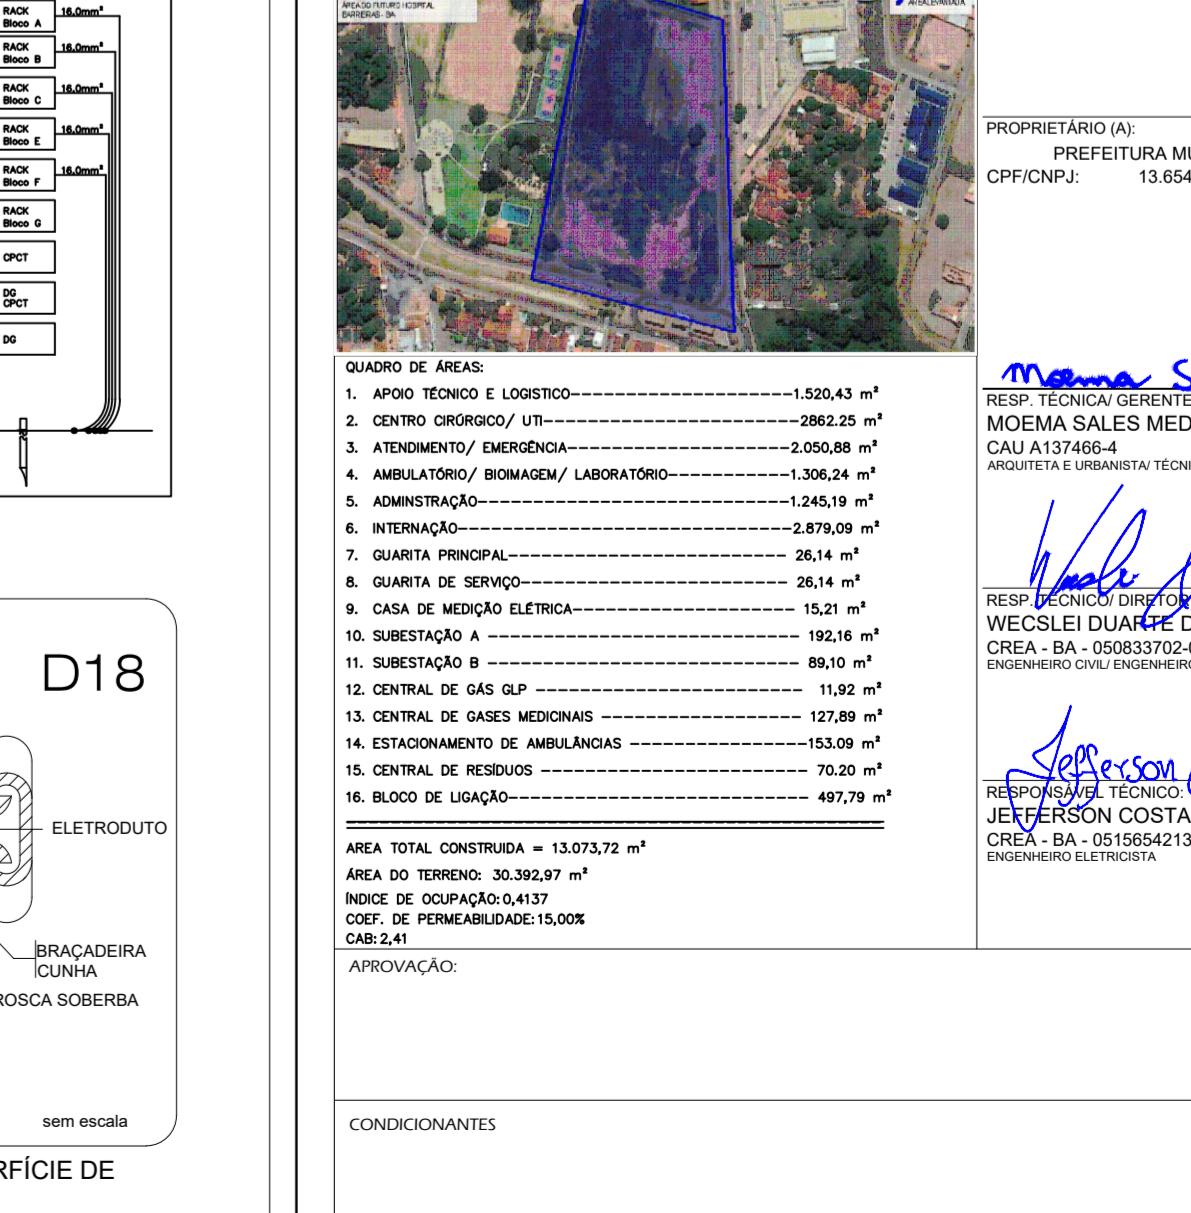 RACK
Bloco A
16.0mm²
RACK
Bloco B
16.0mm²
RACK
Bloco C
16.0mm²
RACK
Bloco E
16.0mm²
RACK
Bloco F
16.0mm²
RACK
Bloco G
CPCT
DG
CPCT
DG
D18
ELETRODUTO
BRAÇADEIRA
CUNHA
ROSCA SOBERBA
sem escala
RFÍCIE DE
ÁREA DO FUTURO HOSPITAL
BARREIRAS - BA
ÁREA LEVANTADA
QUADRO DE ÁREAS:
1. APOIO TÉCNICO E LOGISTICO----------------------1.520,43 m²
2. CENTRO CIRÚRGICO/ UTI--------------------------2862.25 m²
3. ATENDIMENTO/ EMERGÊNCIA-----------------------2.050,88 m²
4. AMBULATÓRIO/ BIOIMAGEM/ LABORATÓRIO------------1.306,24 m²
5. ADMINSTRAÇÃO--------------------------------1.245,19 m²
6. INTERNAÇÃO----------------------------------2.879,09 m²
7. GUARITA PRINCIPAL---------------------------- 26,14 m²
8. GUARITA DE SERVIÇO--------------------------- 26,14 m²
9. CASA DE MEDIÇÃO ELÉTRICA----------------------- 15,21 m²
10. SUBESTAÇÃO A -------------------------------- 192,16 m²
11. SUBESTAÇÃO B -------------------------------- 89,10 m²
12. CENTRAL DE GÁS GLP --------------------------- 11,92 m²
13. CENTRAL DE GASES MEDICINAIS -------------------- 127,89 m²
14. ESTACIONAMENTO DE AMBULÂNCIAS ------------------153.09 m²
15. CENTRAL DE RESÍDUOS --------------------------- 70.20 m²
16. BLOCO DE LIGAÇÃO------------------------------ 497,79 m²
AREA TOTAL CONSTRUIDA = 13.073,72 m²
ÁREA DO TERRENO: 30.392,97 m²
ÍNDICE DE OCUPAÇÃO: 0,4137
COEF. DE PERMEABILIDADE: 15,00%
CAB: 2,41
APROVAÇÃO:
CONDICIONANTES
PROPRIETÁRIO (A):
PREFEITURA MU
CPF/CNPJ: 13.654
Moema S
RESP. TÉCNICA/ GERENTE
MOEMA SALES MED
CAU A137466-4
ARQUITETA E URBANISTA/ TÉCNI
RESP. TÉCNICO/ DIRETOR
WECSLEI DUARTE D
CREA - BA - 050833702-0
ENGENHEIRO CIVIL/ ENGENHEIRO
Jefferson
RESPONSÁVEL TÉCNICO:
JEFFERSON COSTA
CREA - BA - 0515654213
ENGENHEIRO ELETRICISTA